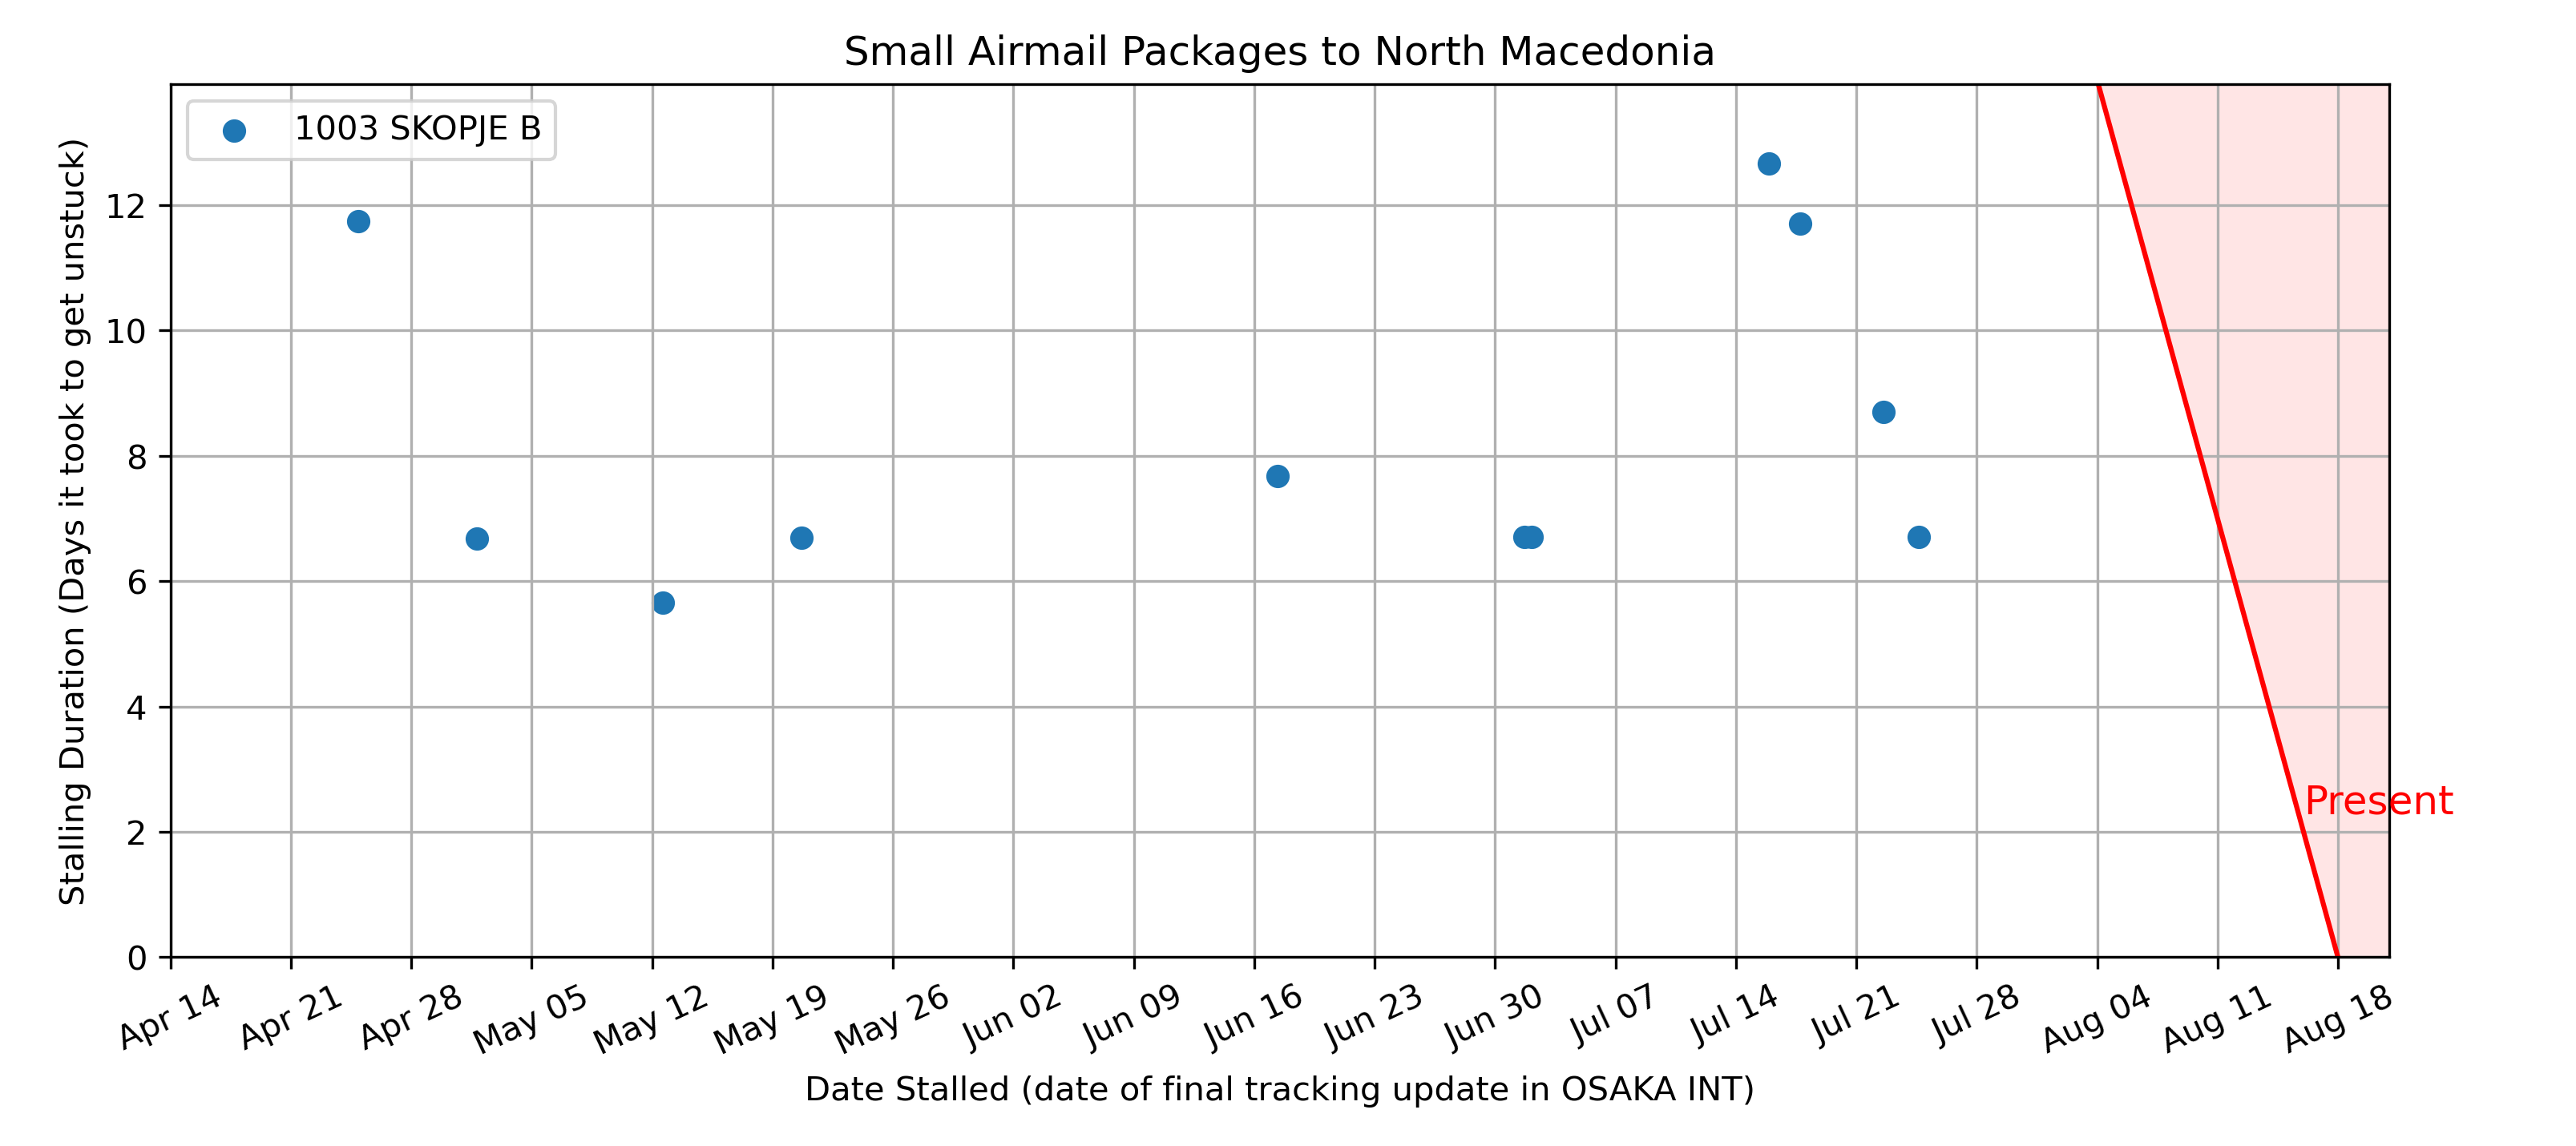 Small Airmail Packages to North Macedonia
1003 SKOPJE B
Stalling Duration (Days it took to get unstuck)
12
10
8
6
4
2
0
Present
Apr 14
Apr 21
Apr 28
May 05
May 12
May 19
May 26
Jun 02
Jun 09
Jun 16
Jun 23
Jun 30
Jul 07
Jul 14
Jul 21
Jul 28
Aug 04
Aug 11
Aug 18
Date Stalled (date of final tracking update in OSAKA INT)